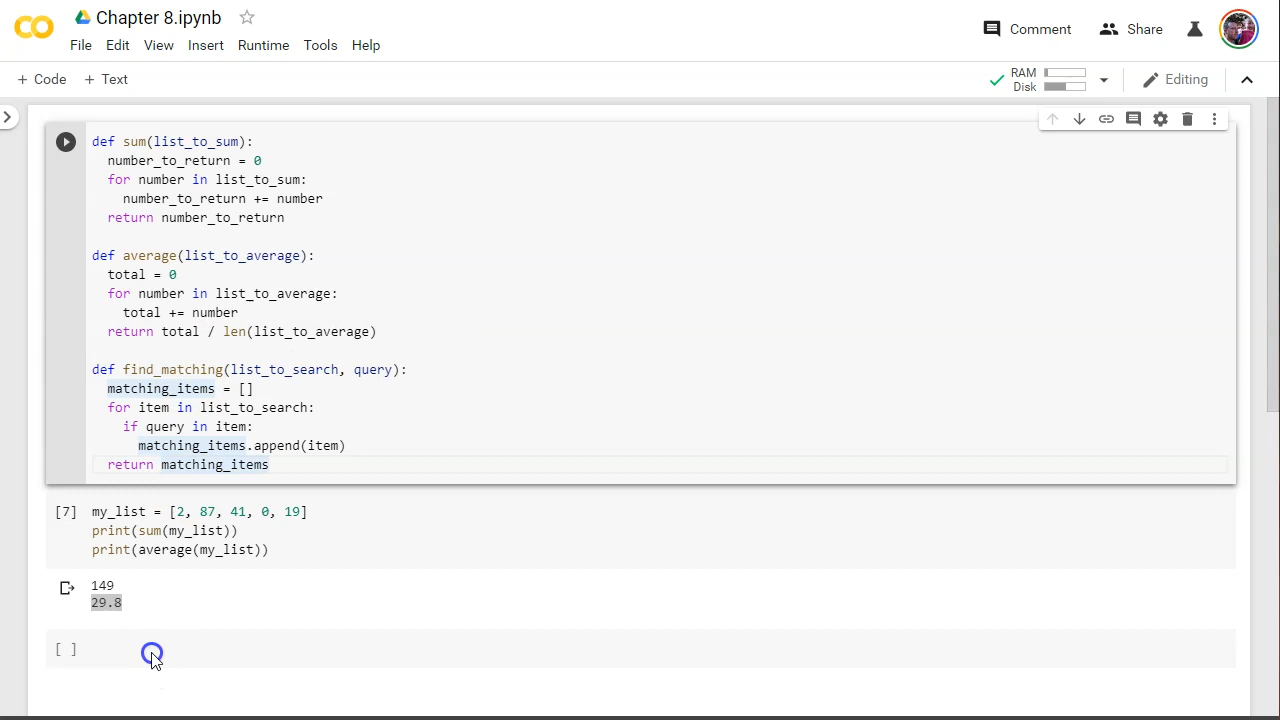 CO Chapter 8.ipynb
File Edit View Insert Runtime Tools Help
Comment Share
+ Code + Text
RAM
Disk
Editing
def sum(list_to_sum):
  number_to_return = 0
  for number in list_to_sum:
    number_to_return += number
  return number_to_return
def average(list_to_average):
  total = 0
  for number in list_to_average:
    total += number
  return total / len(list_to_average)
def find_matching(list_to_search, query):
  matching_items = []
  for item in list_to_search:
    if query in item:
      matching_items.append(item)
  return matching_items
[7] my_list = [2, 87, 41, 0, 19]
print(sum(my_list))
print(average(my_list))
149
29.8
[ ]